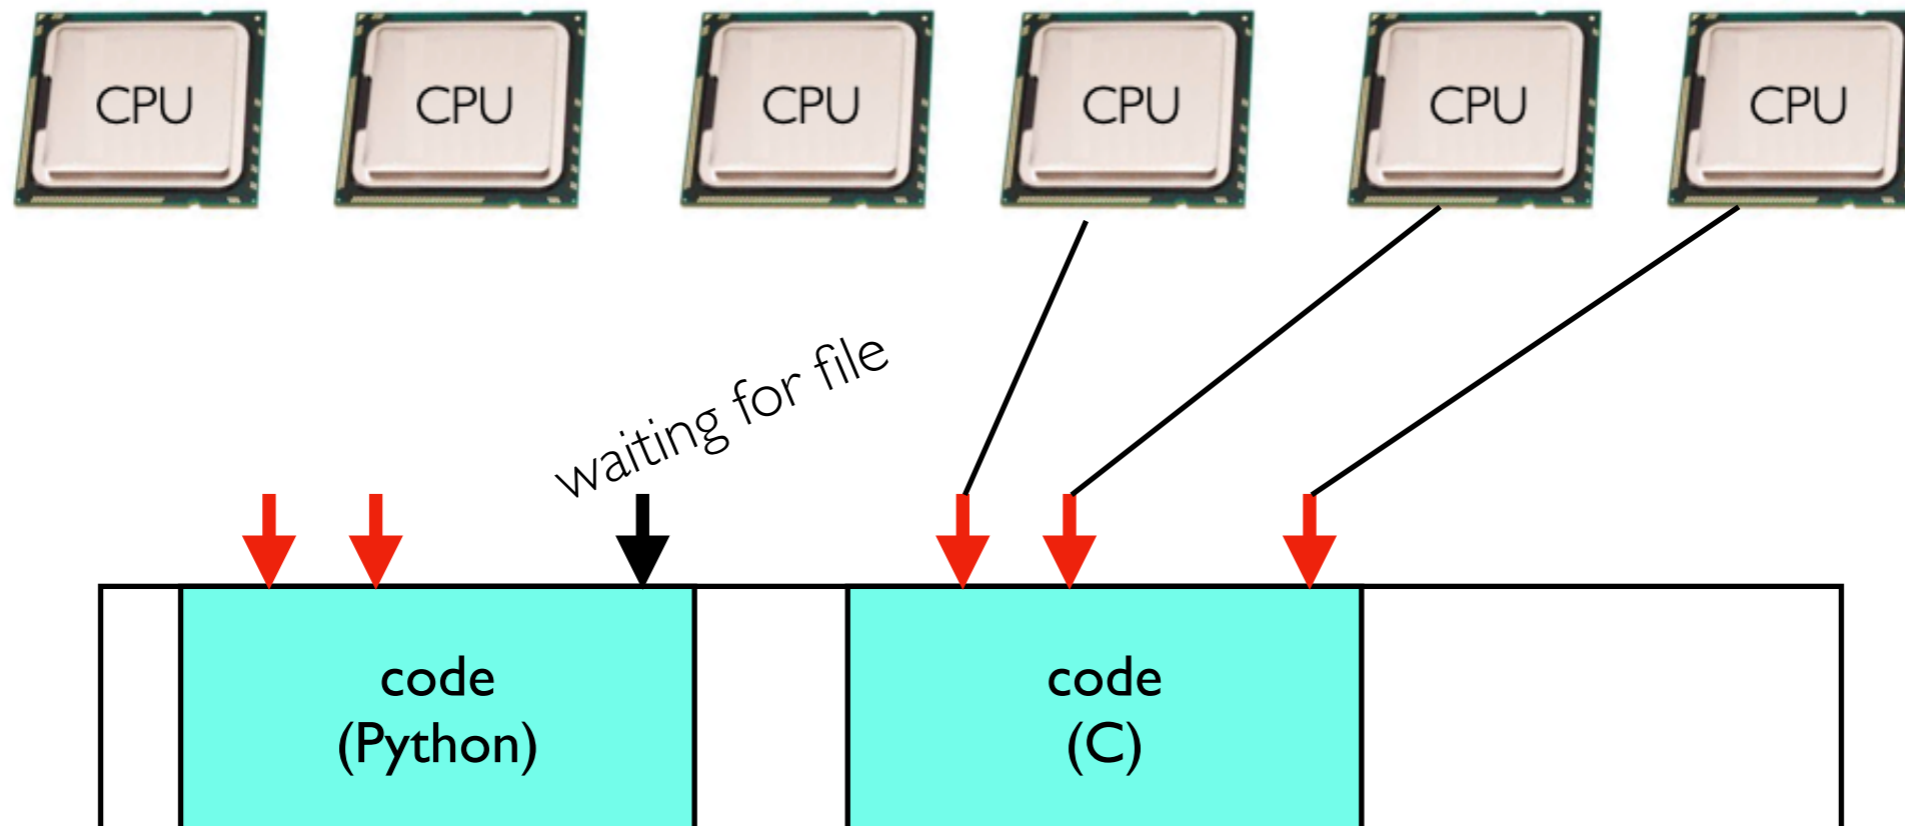 CPU CPU CPU CPU CPU CPU
waiting for file
code
(Python)
code
(C)